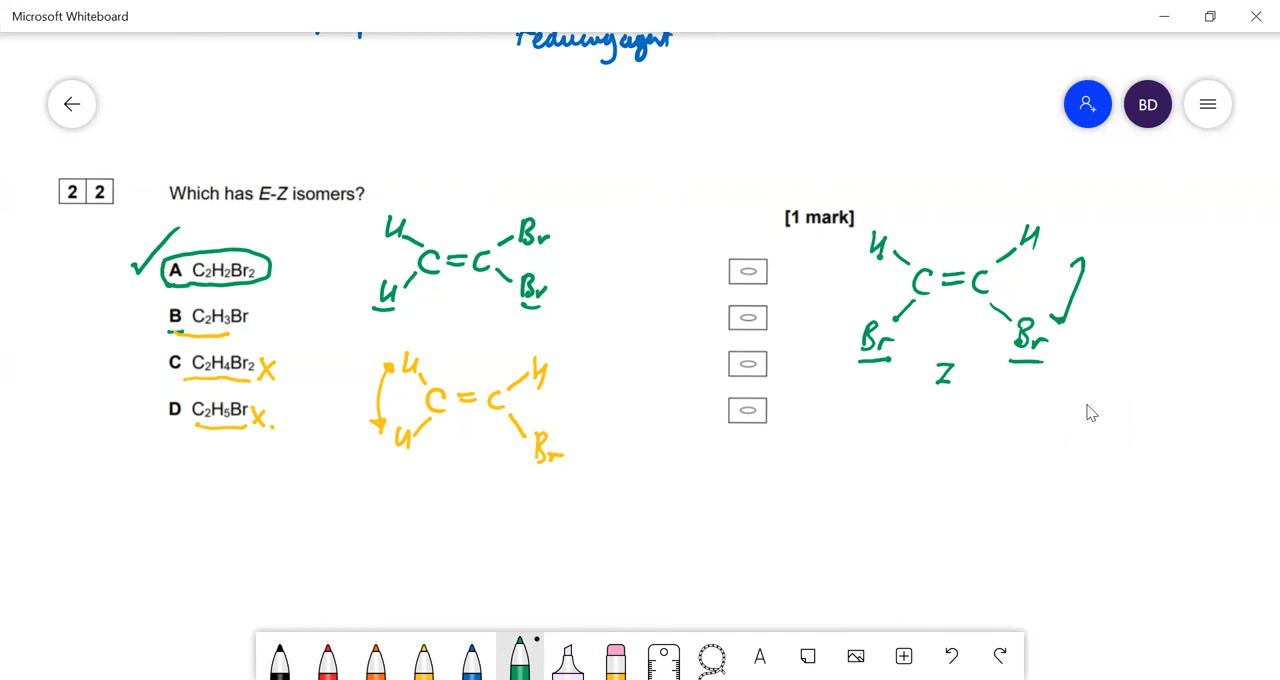 Microsoft Whiteboard
reducing agent
BD
2 2 Which has E-Z isomers?
[1 mark]
A C2H2Br2
B C2H3Br
C C2H4Br2 X
D C2H5Br X.
H Br
C = C
H Br
H H
C = C
H Br
H H
C = C
Br Br
Z
A